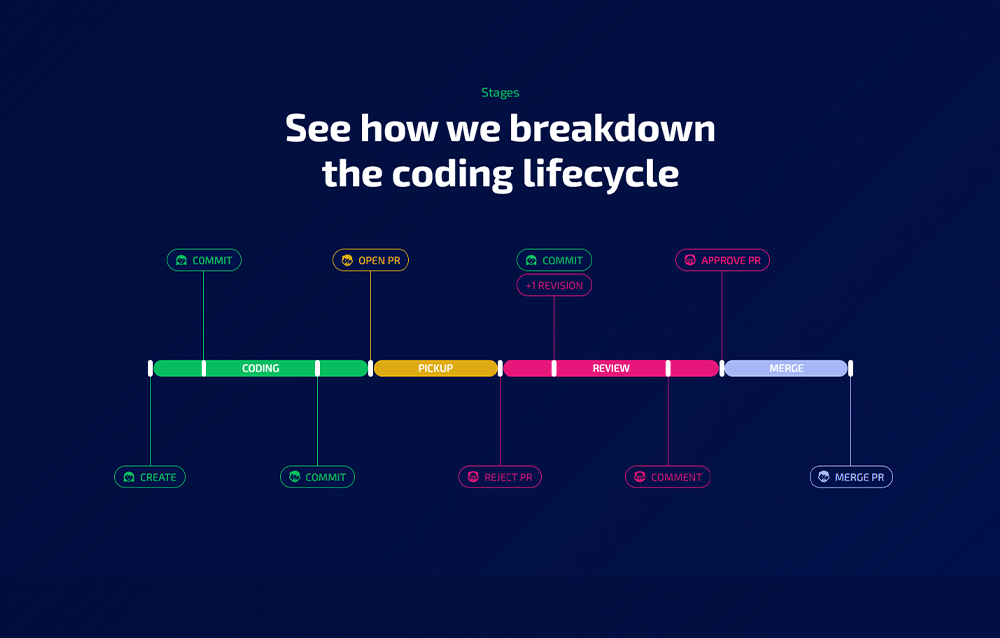 Stages
See how we breakdown
the coding lifecycle
COMMIT
OPEN PR
COMMIT
+1 REVISION
APPROVE PR
CODING
PICKUP
REVIEW
MERGE
CREATE
COMMIT
REJECT PR
COMMENT
MERGE PR